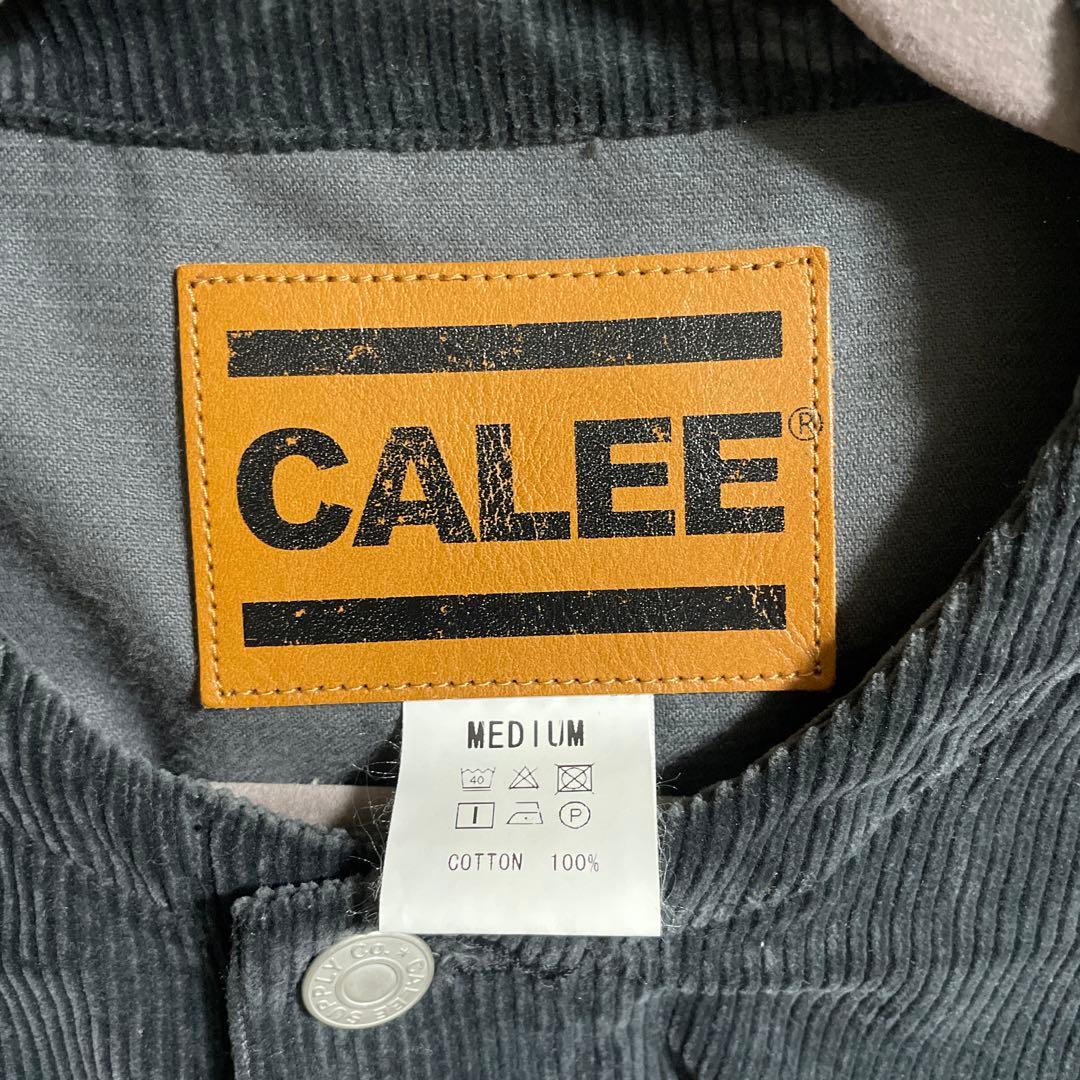 CALEE®
MEDIUM
40
P
COTTON 100%
SUPPLY Co. ★ CALEE